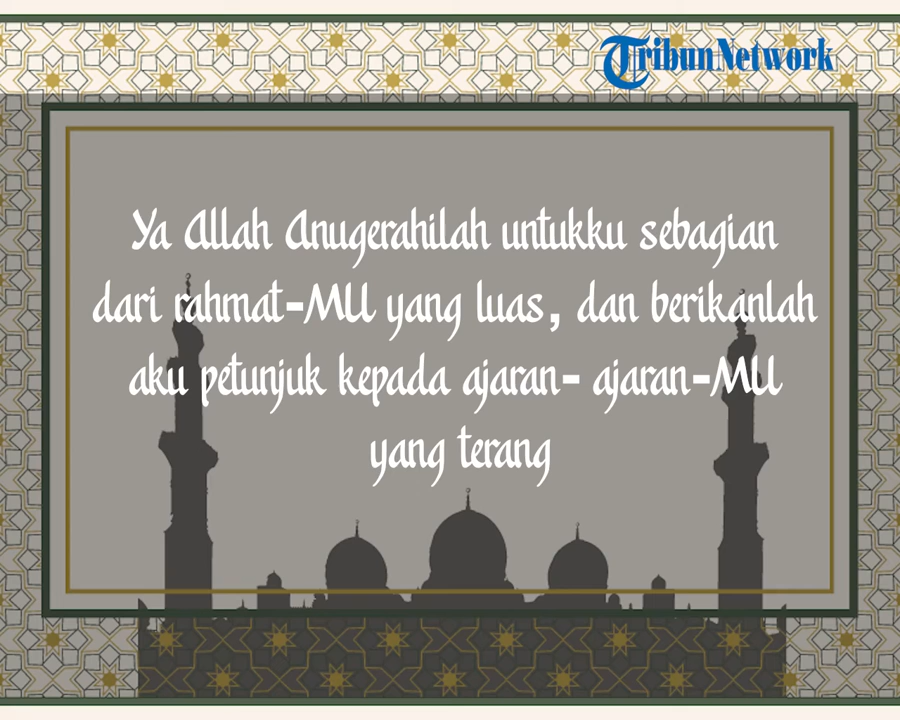 TribunNetwork
Ya Allah Anugerahilah untukku sebagian
dari rahmat-MU yang luas, dan berikanlah
aku petunjuk kepada ajaran- ajaran-MU
yang terang